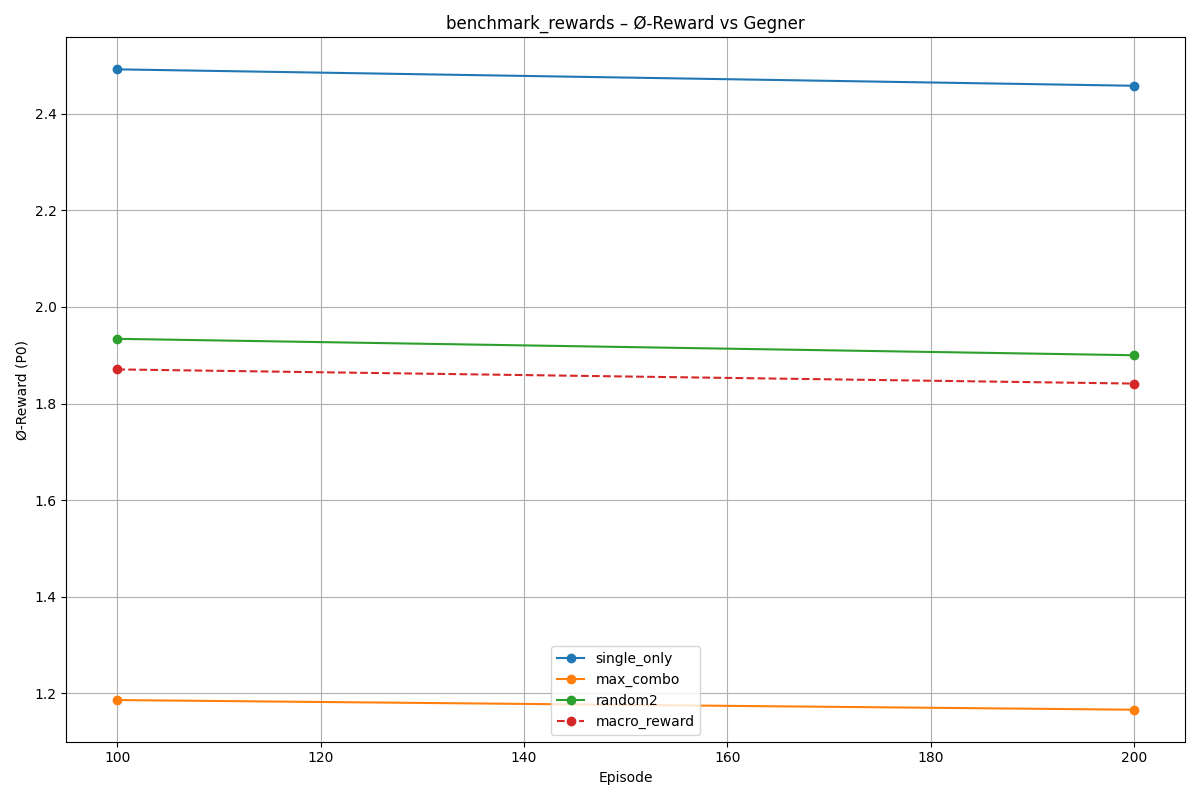 benchmark_rewards – Ø-Reward vs Gegner
Ø-Reward (P0)
2.4
2.2
2.0
1.8
1.6
1.4
1.2
single_only
max_combo
random2
macro_reward
100 120 140 160 180 200
Episode